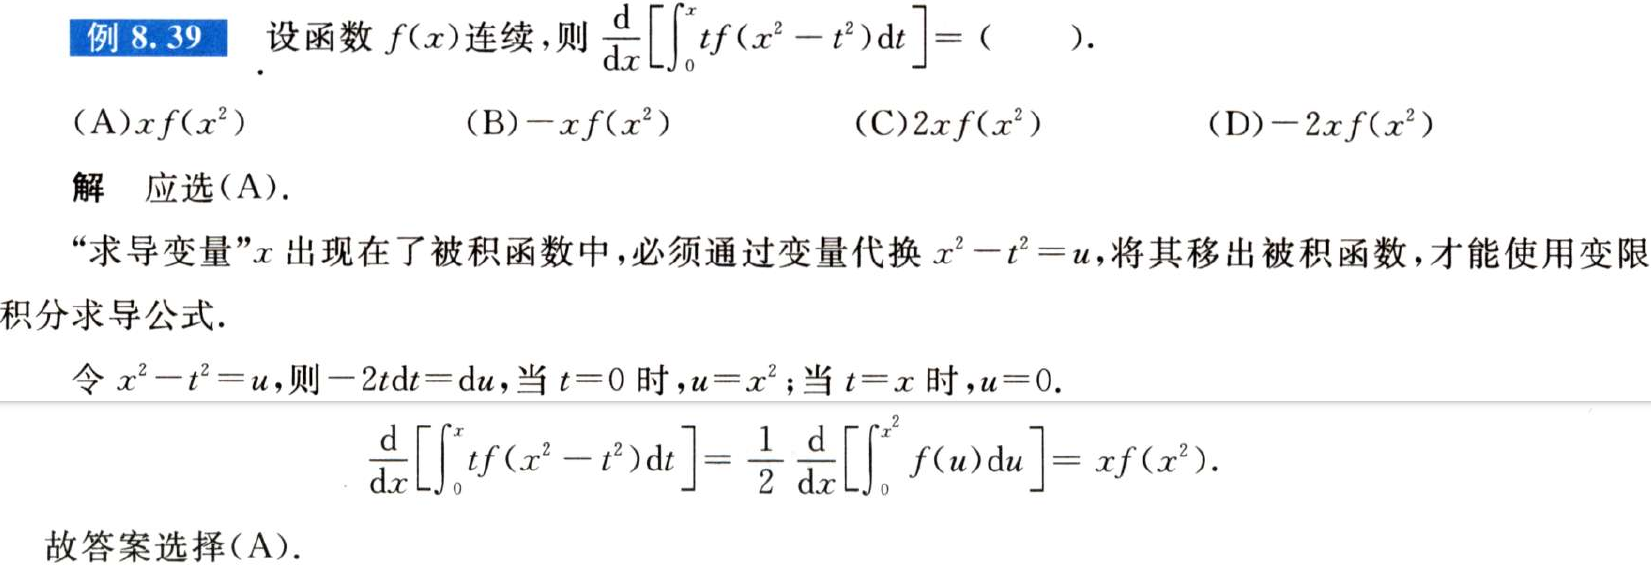 例 8.39 设函数 f(x)连续,则 d/dx[∫₀ˣ tf(x² − t²)dt] = (  ).
(A)xf(x²) (B)−xf(x²) (C)2xf(x²) (D)−2xf(x²)
解 应选(A).
“求导变量”x 出现在了被积函数中,必须通过变量代换 x²−t²=u,将其移出被积函数,才能使用变限
积分求导公式.
令 x²−t²=u,则−2tdt=du,当 t=0 时,u=x²;当 t=x 时,u=0.
d/dx[∫₀ˣ tf(x² − t²)dt] = 1/2 d/dx[∫₀^(x²) f(u)du] = xf(x²).
故答案选择(A).